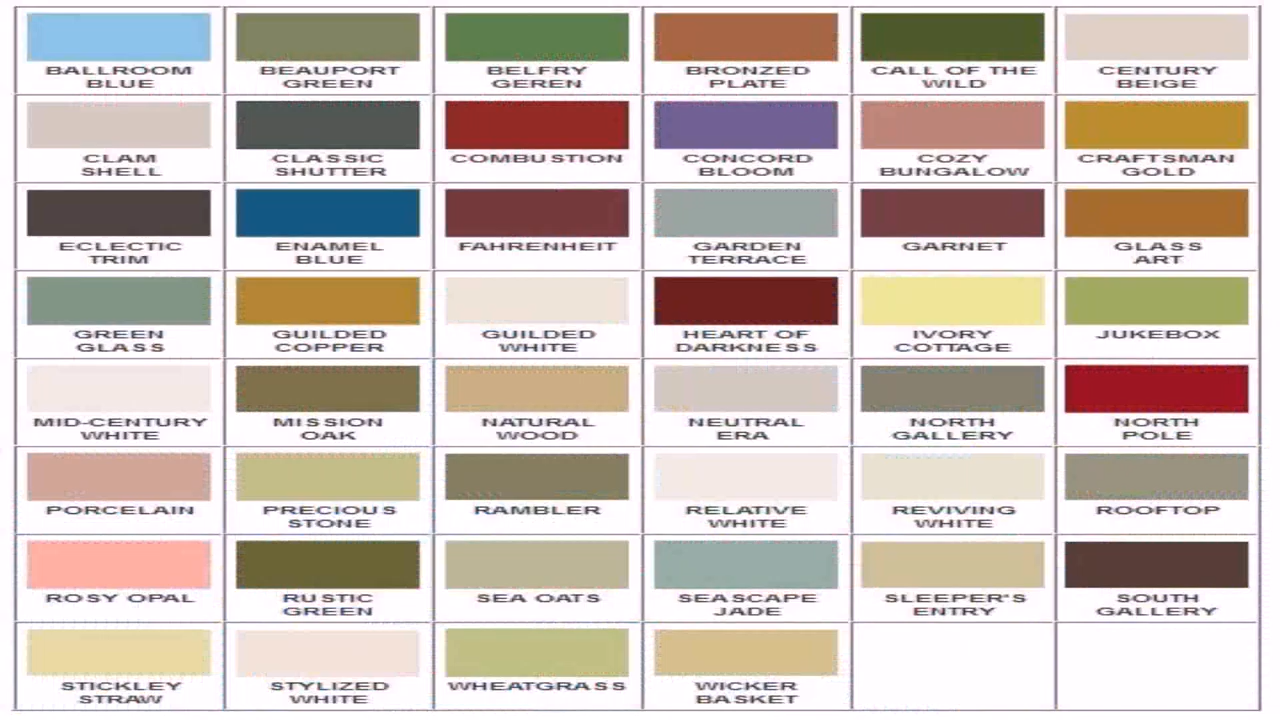 BALLROOM
BLUE
BEAUPORT
GREEN
BELFRY
GEREN
BRONZED
PLATE
CALL OF THE
WILD
CENTURY
BEIGE
CLAM
SHELL
CLASSIC
SHUTTER
COMBUSTION
CONCORD
BLOOM
COZY
BUNGALOW
CRAFTSMAN
GOLD
ECLECTIC
TRIM
ENAMEL
BLUE
FAHRENHEIT
GARDEN
TERRACE
GARNET
GLASS
ART
GREEN
GLASS
GUILDED
COPPER
GUILDED
WHITE
HEART OF
DARKNESS
IVORY
COTTAGE
JUKEBOX
MID-CENTURY
WHITE
MISSION
OAK
NATURAL
WOOD
NEUTRAL
ERA
NORTH
GALLERY
NORTH
POLE
PORCELAIN
PRECIOUS
STONE
RAMBLER
RELATIVE
WHITE
REVIVING
WHITE
ROOFTOP
ROSY OPAL
RUSTIC
GREEN
SEA OATS
SEASCAPE
JADE
SLEEPER'S
ENTRY
SOUTH
GALLERY
STICKLEY
STRAW
STYLIZED
WHITE
WHEATGRASS
WICKER
BASKET